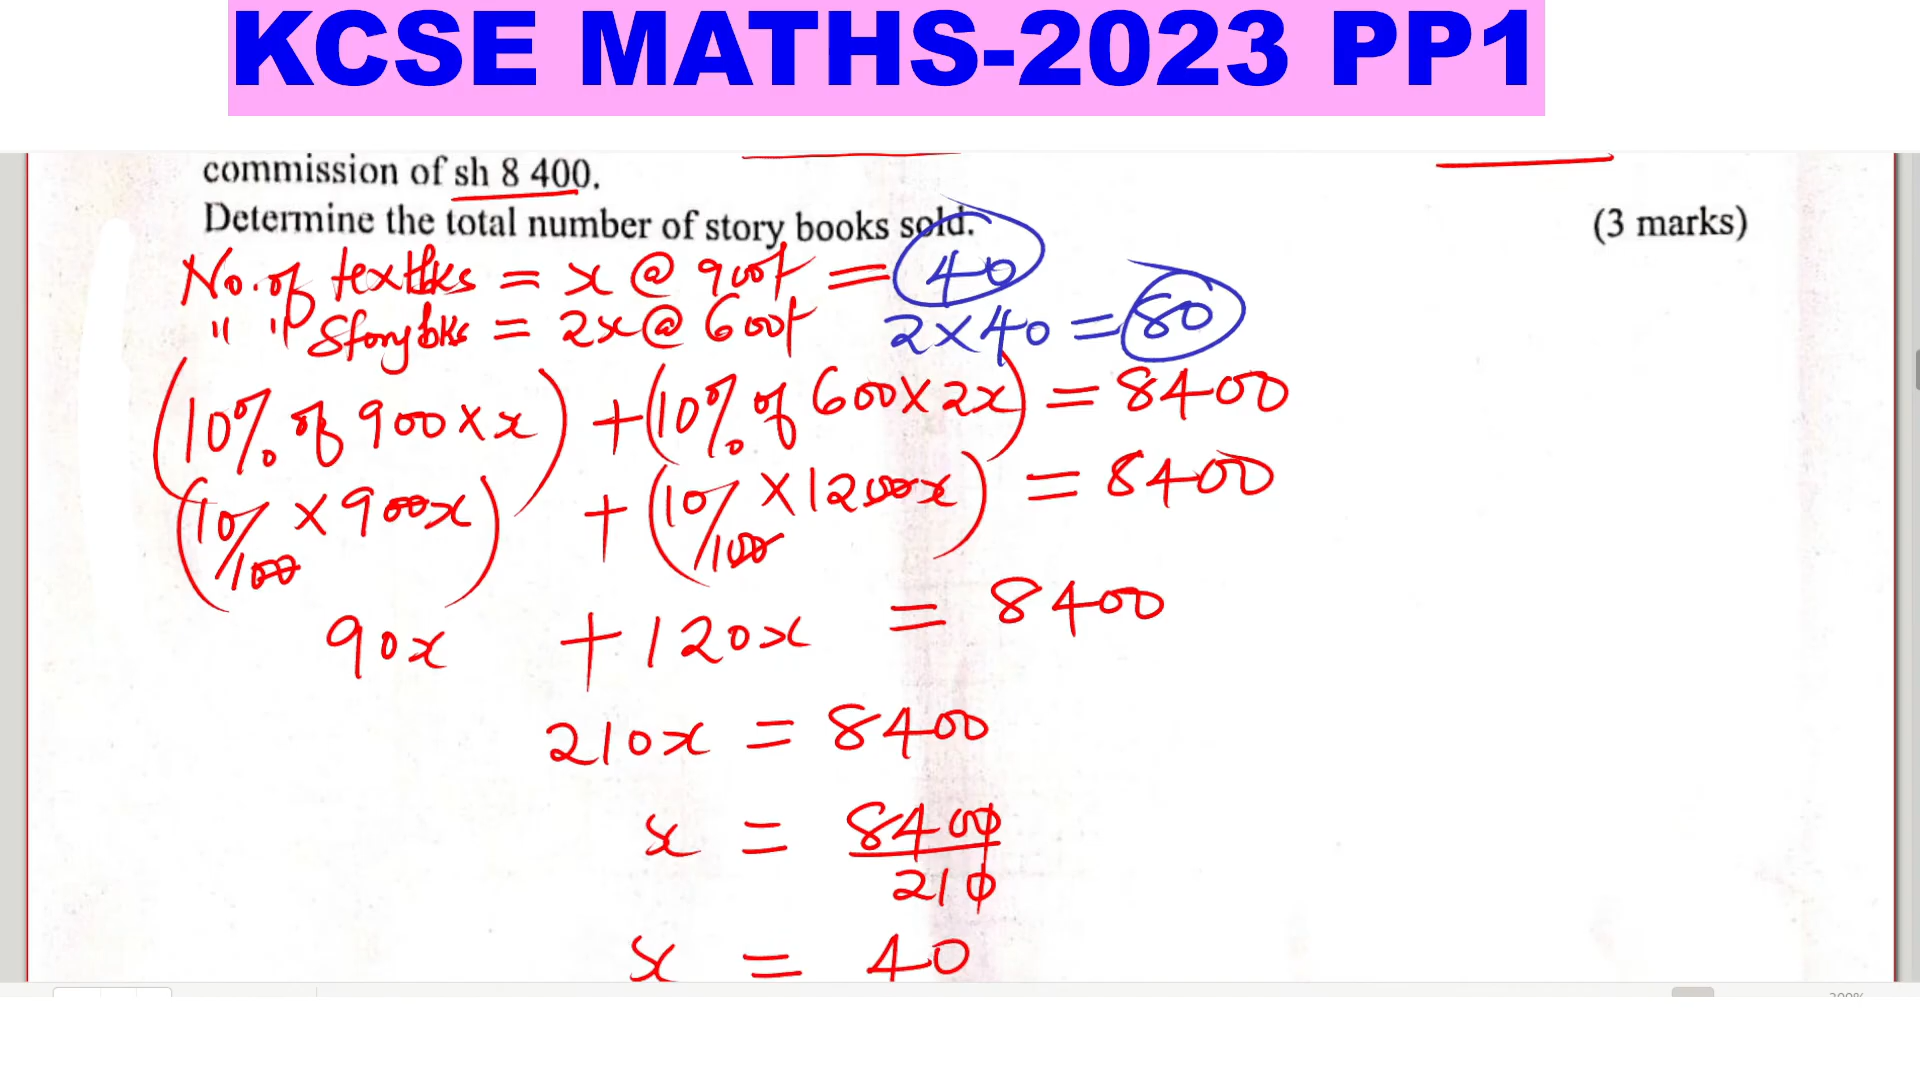 KCSE MATHS-2023 PP1
commission of sh 8 400.
Determine the total number of story books sold. (3 marks)
No. of textbks = x @ 900/- = 40
" " Storybks = 2x @ 600/- 2 × 40 = 80
(10% of 900 × x) + (10% of 600 × 2x) = 8400
(10/100 × 900x) + (10/100 × 1200x) = 8400
90x + 120x = 8400
210x = 8400
x = 8400/210
x = 40